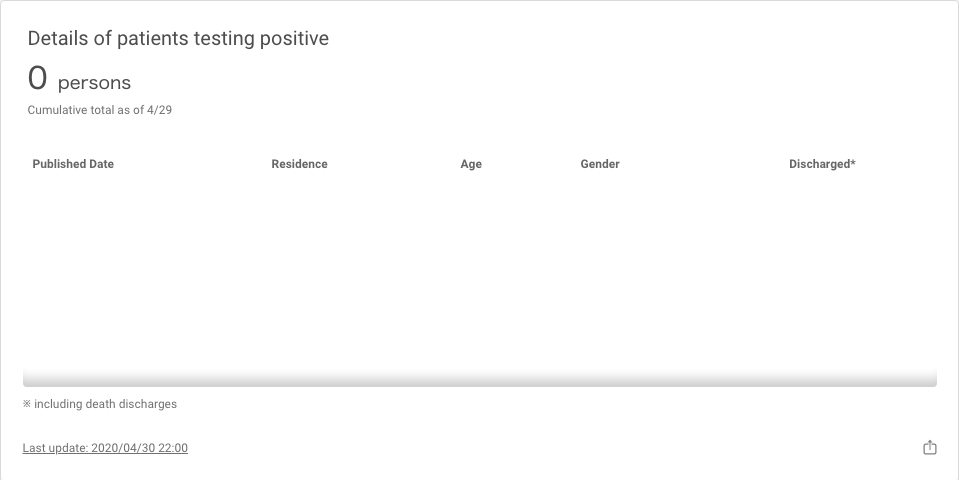 Details of patients testing positive
0 persons
Cumulative total as of 4/29
Published Date Residence Age Gender Discharged*
※ including death discharges
Last update: 2020/04/30 22:00